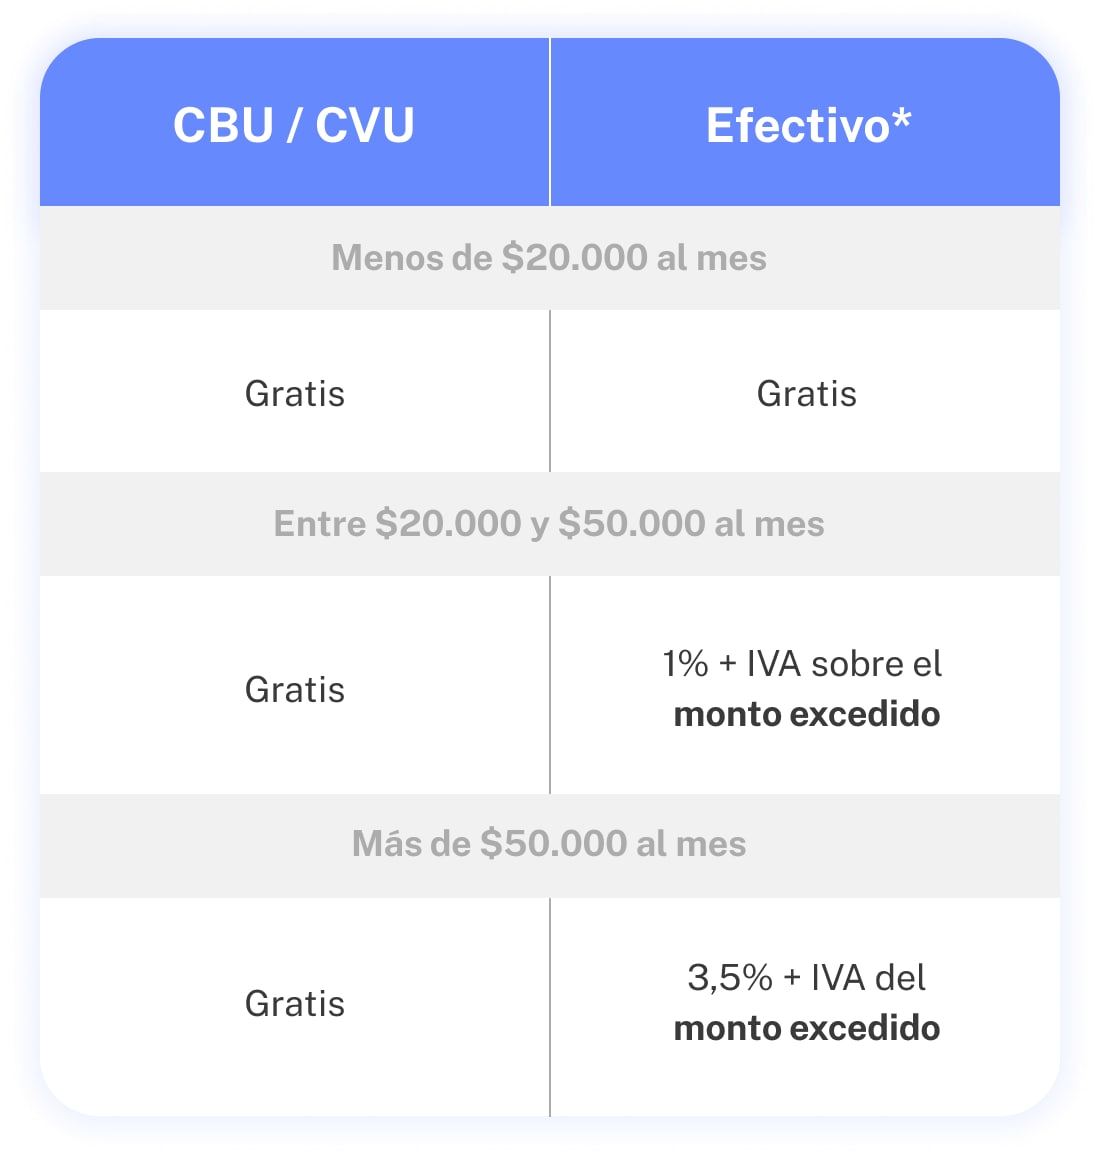 CBU / CVU
Efectivo*
Menos de $20.000 al mes
Gratis
Gratis
Entre $20.000 y $50.000 al mes
Gratis
1% + IVA sobre el
monto excedido
Más de $50.000 al mes
Gratis
3,5% + IVA del
monto excedido